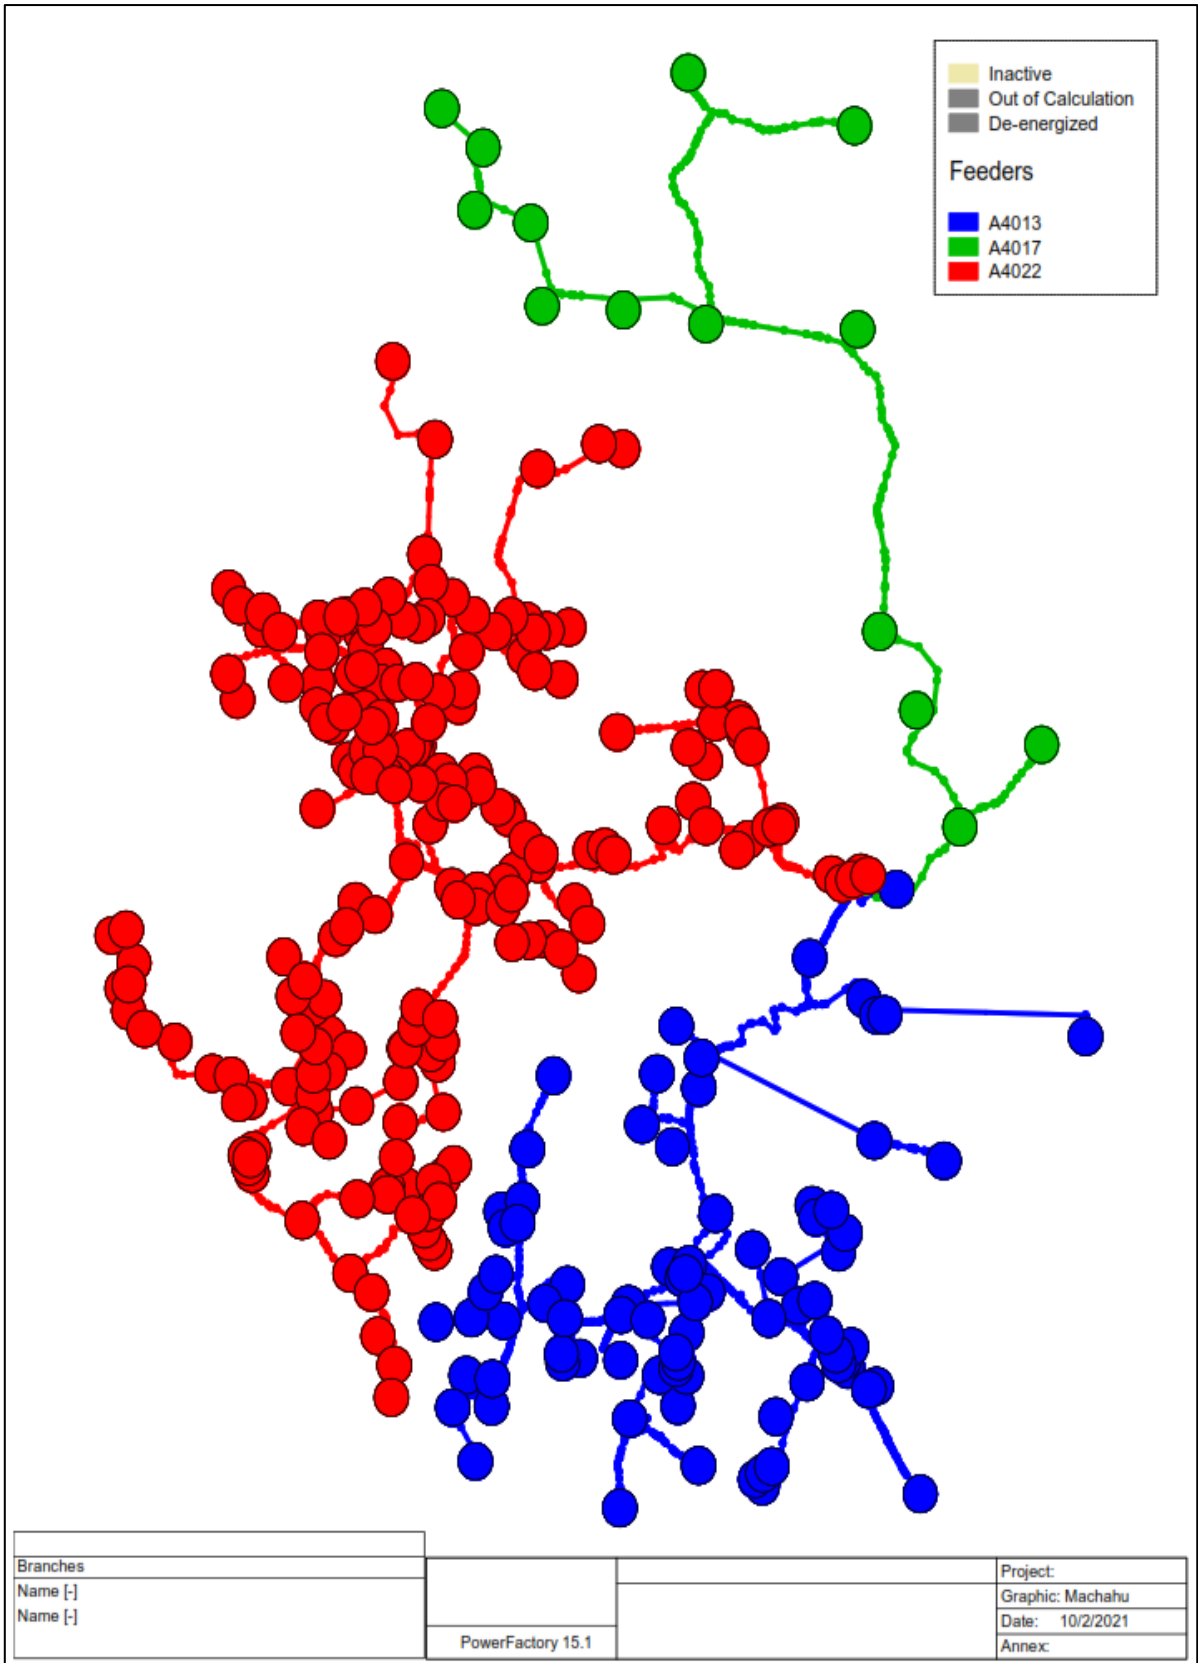 Inactive
Out of Calculation
De-energized
Feeders
A4013
A4017
A4022
Branches
Name [-]
Name [-]
PowerFactory 15.1
Project:
Graphic: Machahu
Date: 10/2/2021
Annex: